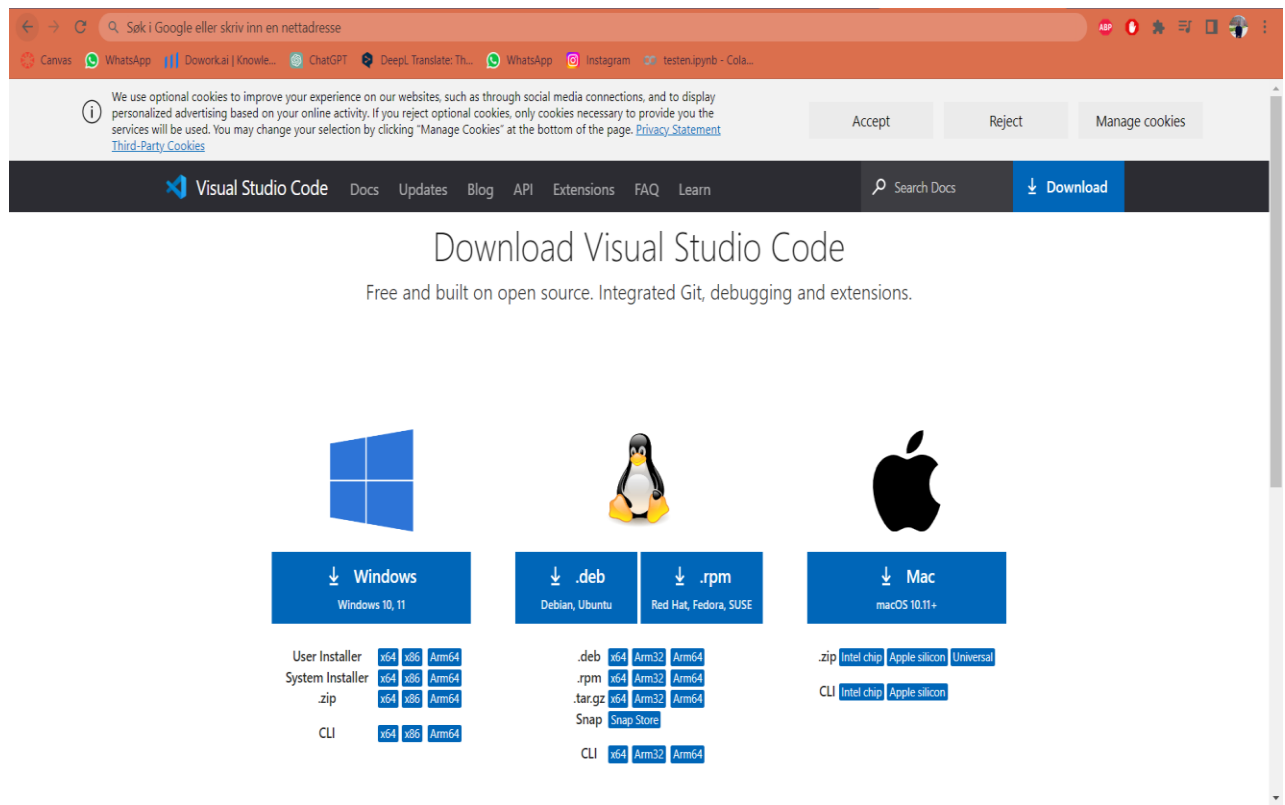 Søk i Google eller skriv inn en nettadresse
ABP
Canvas WhatsApp Dowork.ai | Knowle... ChatGPT DeepL Translate: Th... WhatsApp Instagram testen.ipynb - Cola...
We use optional cookies to improve your experience on our websites, such as through social media connections, and to display
personalized advertising based on your online activity. If you reject optional cookies, only cookies necessary to provide you the
services will be used. You may change your selection by clicking "Manage Cookies" at the bottom of the page. Privacy Statement
Third-Party Cookies
Accept Reject Manage cookies
Visual Studio Code Docs Updates Blog API Extensions FAQ Learn Search Docs Download
Download Visual Studio Code
Free and built on open source. Integrated Git, debugging and extensions.
Windows
Windows 10, 11
User Installer x64 x86 Arm64
System Installer x64 x86 Arm64
.zip x64 x86 Arm64
CLI x64 x86 Arm64
.deb
Debian, Ubuntu
.rpm
Red Hat, Fedora, SUSE
.deb x64 Arm32 Arm64
.rpm x64 Arm32 Arm64
.tar.gz x64 Arm32 Arm64
Snap Snap Store
CLI x64 Arm32 Arm64
Mac
macOS 10.11+
.zip Intel chip Apple silicon Universal
CLI Intel chip Apple silicon